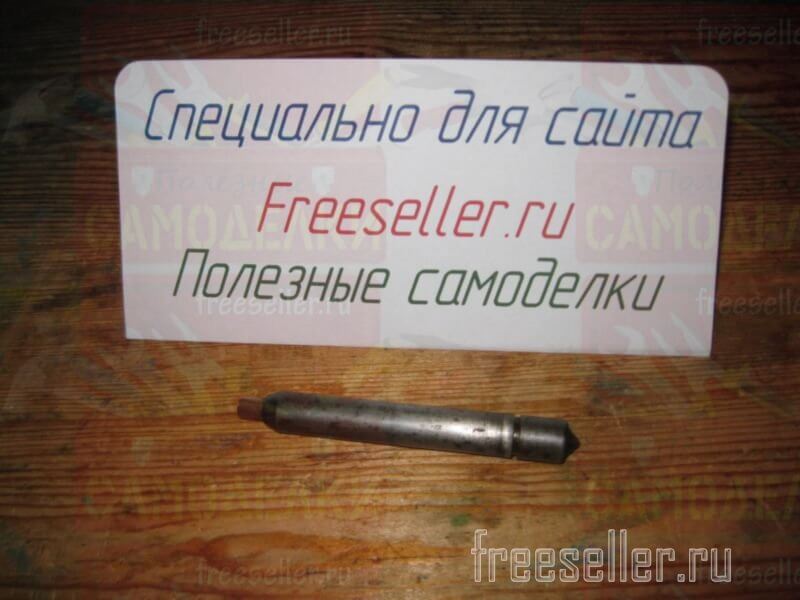 Специально для сайта
Freeseller.ru
Полезные самоделки
freeseller.ru